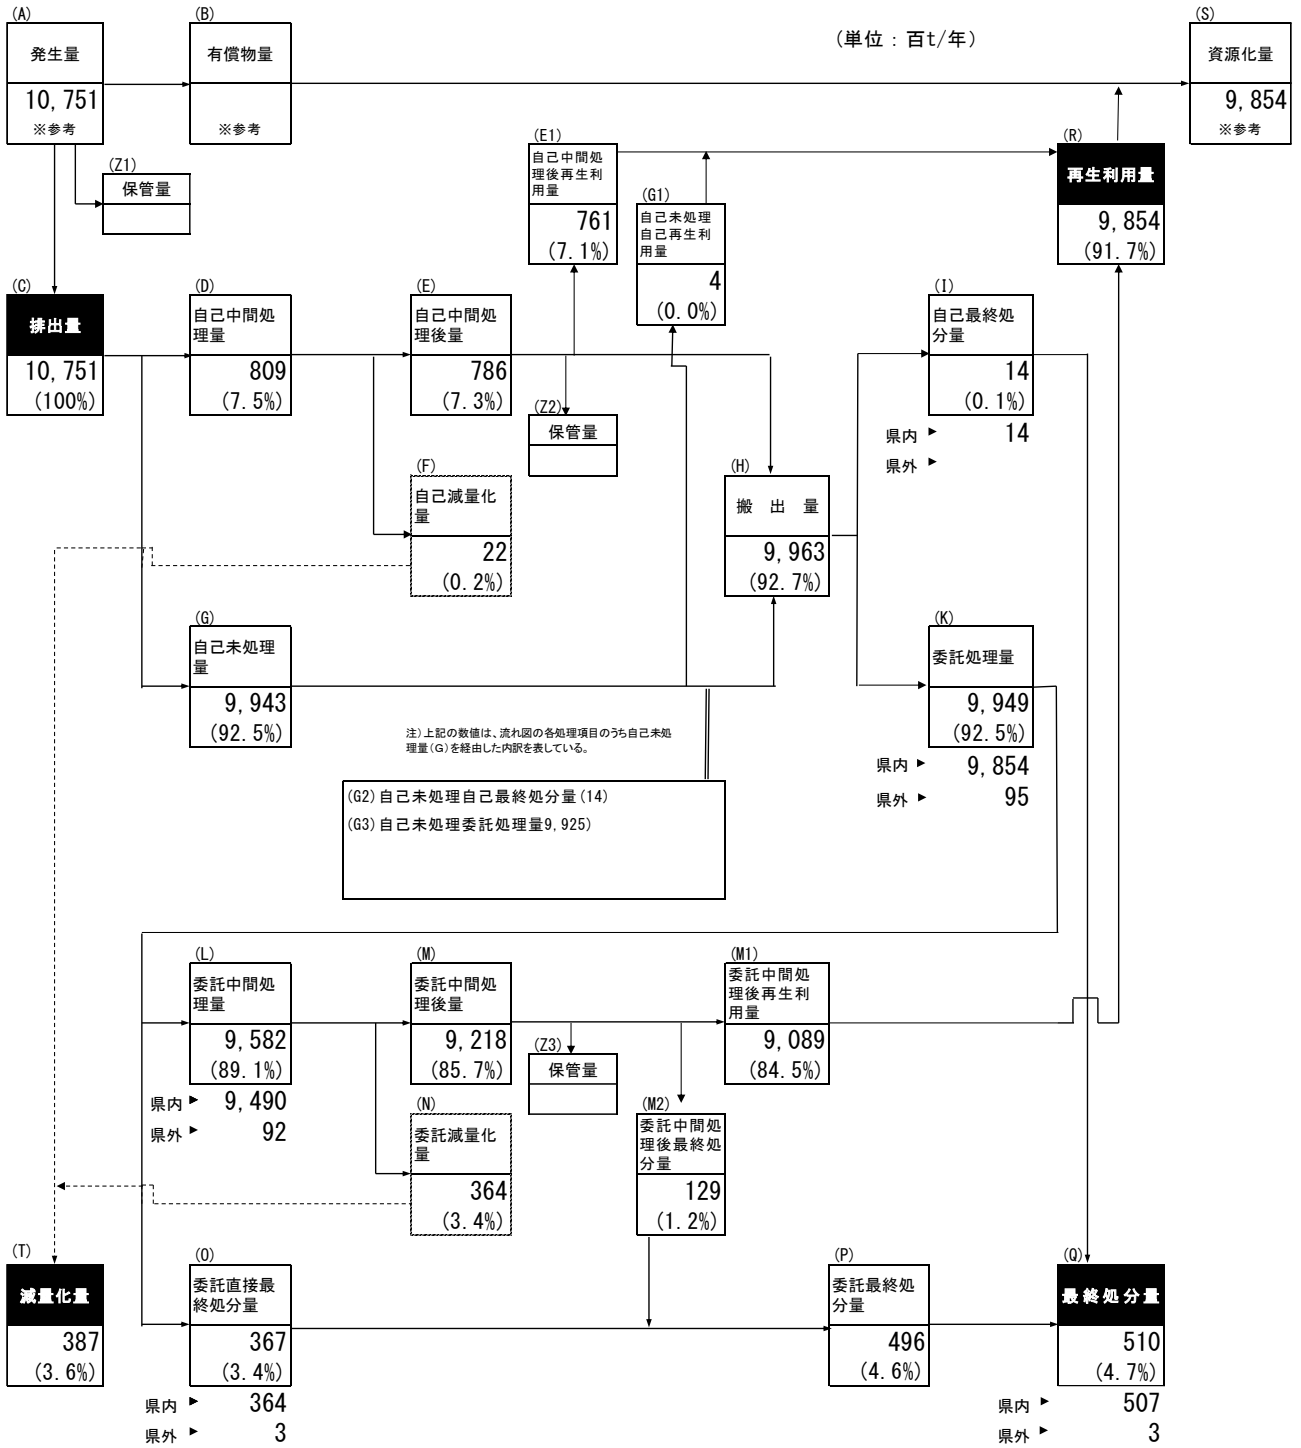 (A)
発生量
10,751
※参考
(B)
有償物量
※参考
(単位：百t/年)
(S)
資源化量
9,854
※参考
(Z1)
保管量
(E1)
自己中間処
理後再生利
用量
761
(7.1%)
(G1)
自己未処理
自己再生利
用量
4
(0.0%)
(R)
再生利用量
9,854
(91.7%)
(C)
排出量
10,751
(100%)
(D)
自己中間処
理量
809
(7.5%)
(E)
自己中間処
理後量
786
(7.3%)
(Z2)
保管量
(I)
自己最終処
分量
14
(0.1%)
県内 ▶ 14
県外 ▶
(F)
自己減量化
量
22
(0.2%)
(H)
搬 出 量
9,963
(92.7%)
(G)
自己未処理
量
9,943
(92.5%)
(K)
委託処理量
9,949
(92.5%)
県内 ▶ 9,854
県外 ▶ 95
注）上記の数値は、流れ図の各処理項目のうち自己未処
理量（G）を経由した内訳を表している。
(G2)自己未処理自己最終処分量(14)
(G3)自己未処理委託処理量9,925)
(L)
委託中間処
理量
9,582
(89.1%)
県内 ▶ 9,490
県外 ▶ 92
(M)
委託中間処
理後量
9,218
(85.7%)
(Z3)
保管量
(M1)
委託中間処
理後再生利
用量
9,089
(84.5%)
(N)
委託減量化
量
364
(3.4%)
(M2)
委託中間処
理後最終処
分量
129
(1.2%)
(T)
減量化量
387
(3.6%)
(O)
委託直接最
終処分量
367
(3.4%)
県内 ▶ 364
県外 ▶ 3
(P)
委託最終処
分量
496
(4.6%)
(Q)
最終処分量
510
(4.7%)
県内 ▶ 507
県外 ▶ 3